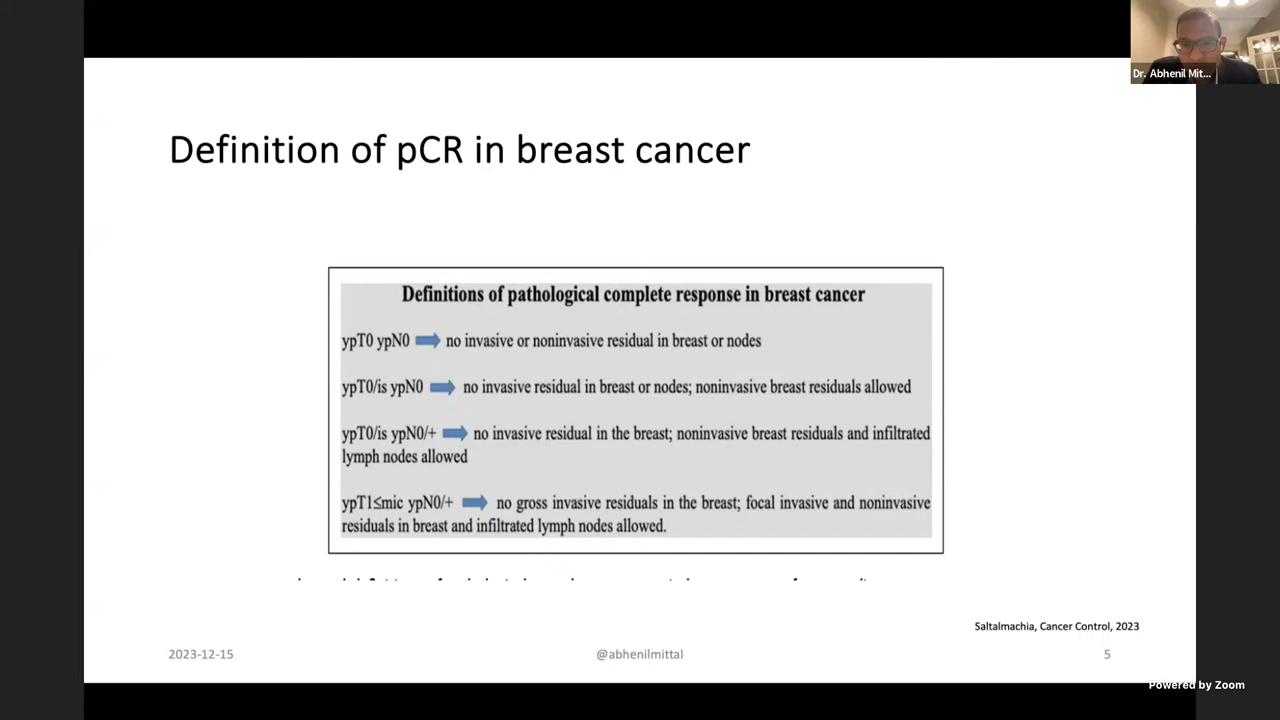 Dr. Abhenil Mit...
Definition of pCR in breast cancer
Definitions of pathological complete response in breast cancer
ypT0 ypN0 no invasive or noninvasive residual in breast or nodes
ypT0/is ypN0 no invasive residual in breast or nodes; noninvasive breast residuals allowed
ypT0/is ypN0/+ no invasive residual in the breast; noninvasive breast residuals and infiltrated
lymph nodes allowed
ypT1≤mic ypN0/+ no gross invasive residuals in the breast; focal invasive and noninvasive
residuals in breast and infiltrated lymph nodes allowed.
Saltalmachia, Cancer Control, 2023
2023-12-15
@abhenilmittal
5
Powered by Zoom